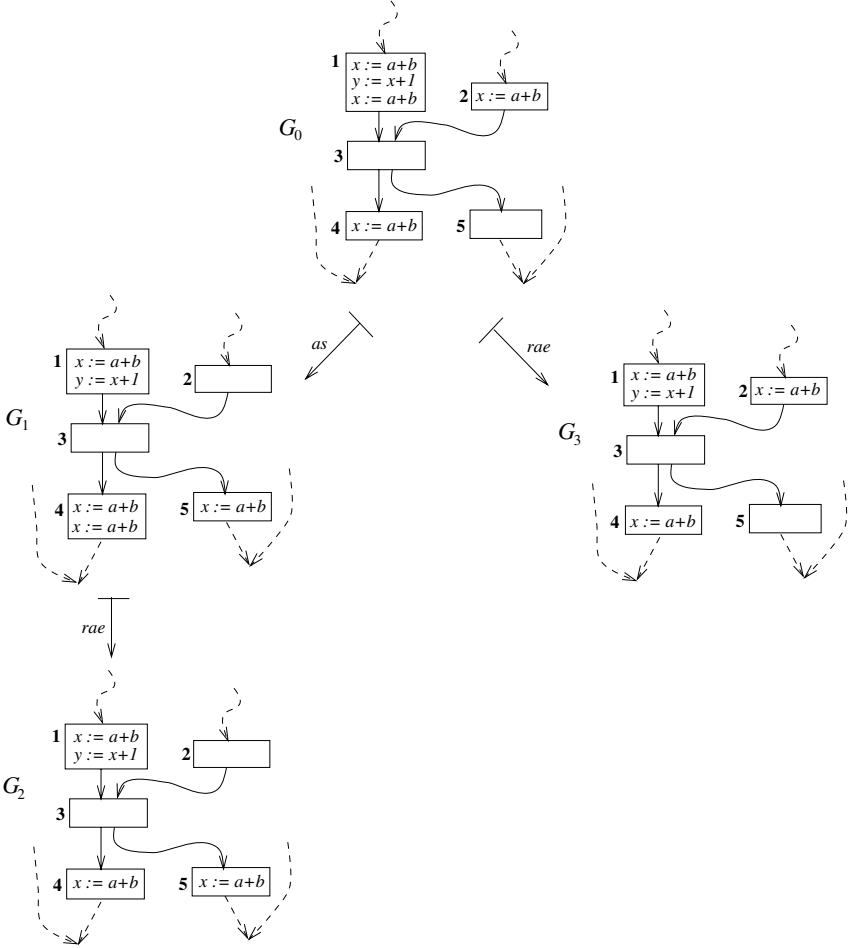 1
x := a+b
y := x+1
x := a+b
2 x := a+b
G0
3
4 x := a+b
5
as
rae
1 x := a+b
y := x+1
2
G1
3
4 x := a+b
x := a+b
5 x := a+b
1 x := a+b
y := x+1
2 x := a+b
G3
3
4 x := a+b
5
rae
1 x := a+b
y := x+1
2
G2
3
4 x := a+b
5 x := a+b